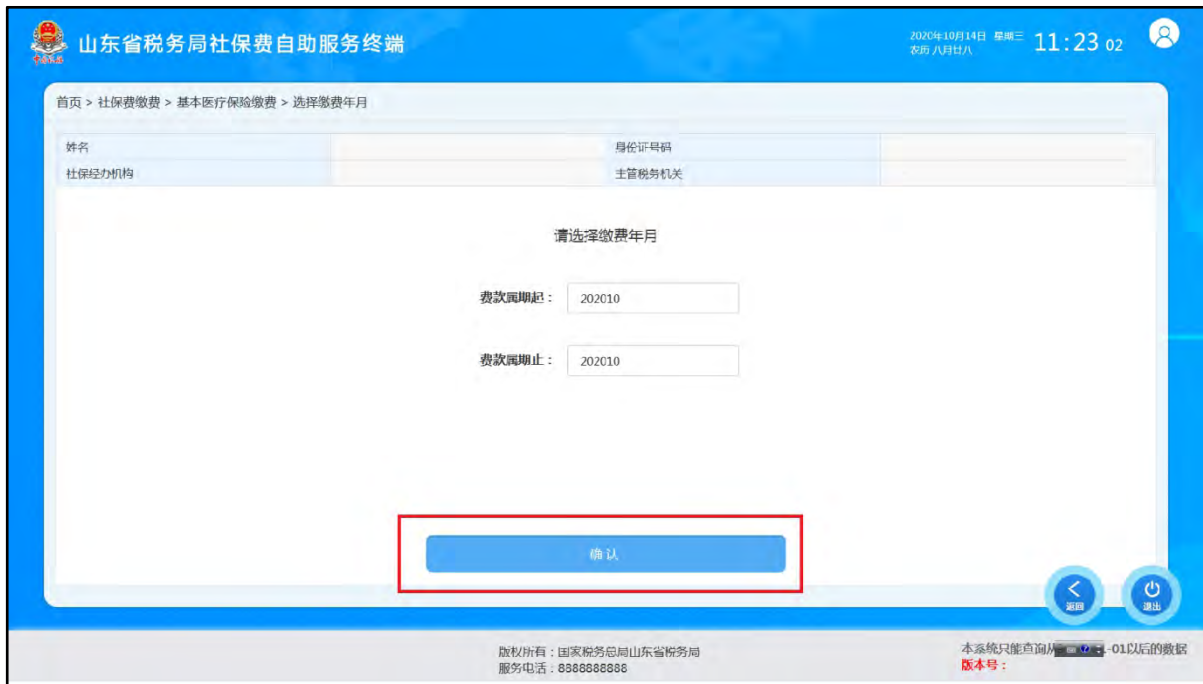 山东省税务局社保费自助服务终端
2020年10月14日 星期三
农历 八月廿八
11:23 02
首页 > 社保费缴费 > 基本医疗保险缴费 > 选择缴费年月
姓名 身份证号码
社保经办机构 主管税务机关
请选择缴费年月
费款属期起： 202010
费款属期止： 202010
确认
返回 退出
版权所有：国家税务总局山东省税务局
服务电话：8888888888
本系统只能查询从 1-01以后的数据
版本号：